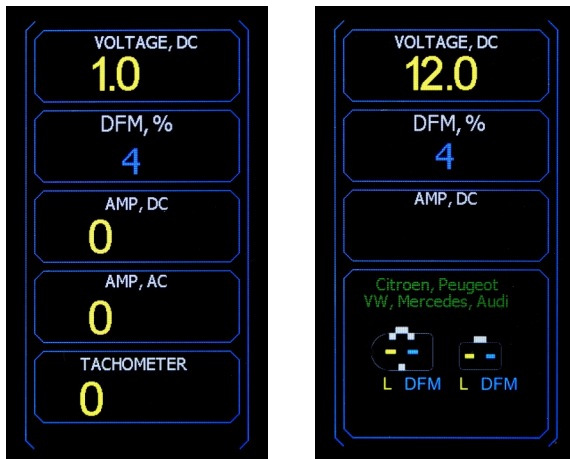 VOLTAGE, DC
1.0
DFM, %
4
AMP, DC
0
AMP, AC
0
TACHOMETER
0
VOLTAGE, DC
12.0
DFM, %
4
AMP, DC
Citroen, Peugeot
VW, Mercedes, Audi
L DFM L DFM